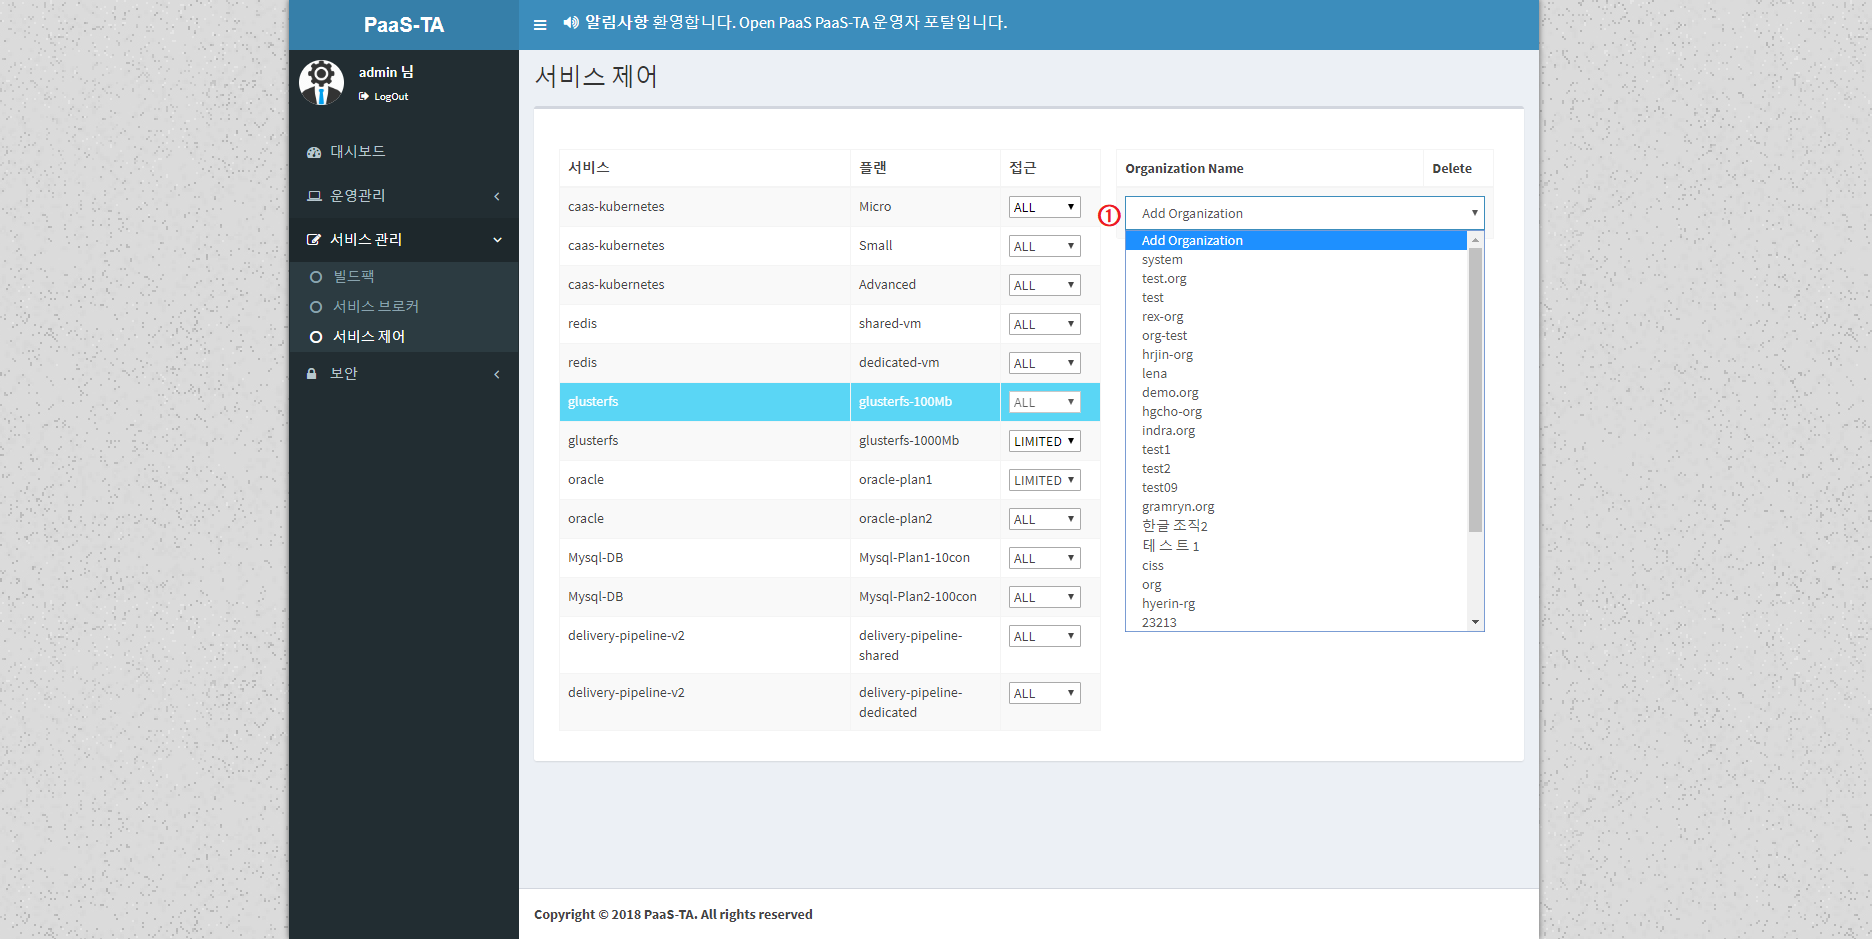 PaaS-TA
알림사항 환영합니다. Open PaaS PaaS-TA 운영자 포탈입니다.
admin 님
LogOut
대시보드
운영관리
서비스 관리
빌드팩
서비스 브로커
서비스 제어
보안
서비스 제어
서비스 플랜 접근
caas-kubernetes Micro ALL
caas-kubernetes Small ALL
caas-kubernetes Advanced ALL
redis shared-vm ALL
redis dedicated-vm ALL
glusterfs glusterfs-100Mb ALL
glusterfs glusterfs-1000Mb LIMITED
oracle oracle-plan1 LIMITED
oracle oracle-plan2 ALL
Mysql-DB Mysql-Plan1-10con ALL
Mysql-DB Mysql-Plan2-100con ALL
delivery-pipeline-v2 delivery-pipeline- ALL
shared
delivery-pipeline-v2 delivery-pipeline- ALL
dedicated
Organization Name Delete
① Add Organization
Add Organization
system
test.org
test
rex-org
org-test
hrjin-org
lena
demo.org
hgcho-org
indra.org
test1
test2
test09
gramryn.org
한글 조직2
테 스 트 1
ciss
org
hyerin-rg
23213
Copyright © 2018 PaaS-TA. All rights reserved